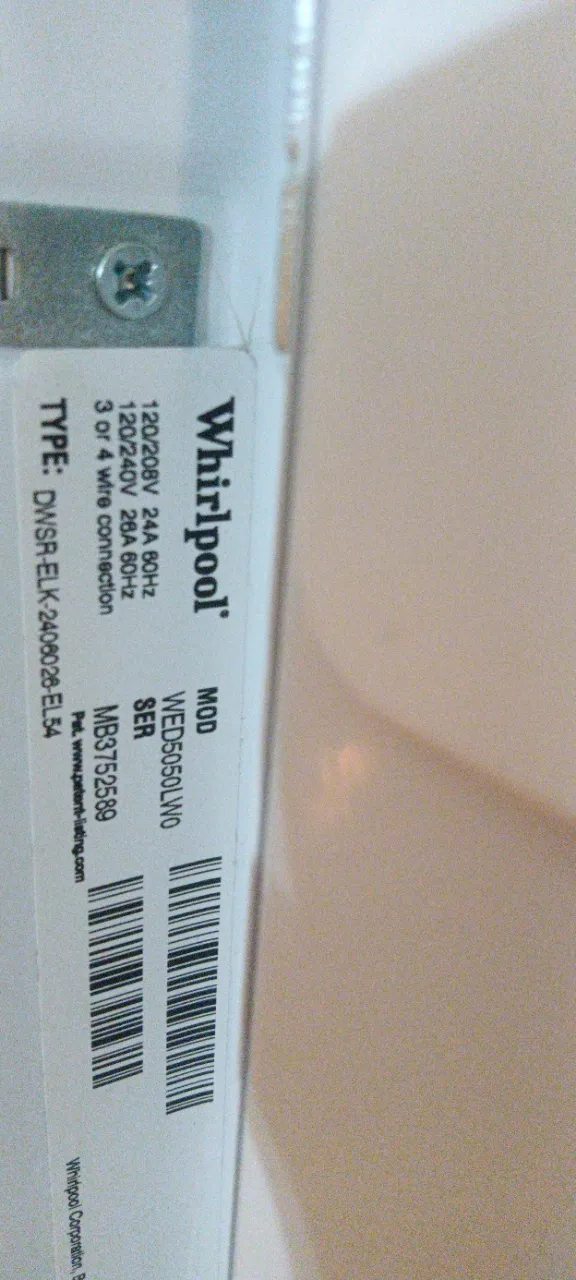 Whirlpool®
120/208V 24A 60Hz
120/240V 26A 60Hz
3 or 4 wire connection
TYPE: DWSR-ELK-2406026-EL54
MOD
WED5050LW0
SER
MB3752589
Pat. www.patent-listing.com
Whirlpool Corporation, B